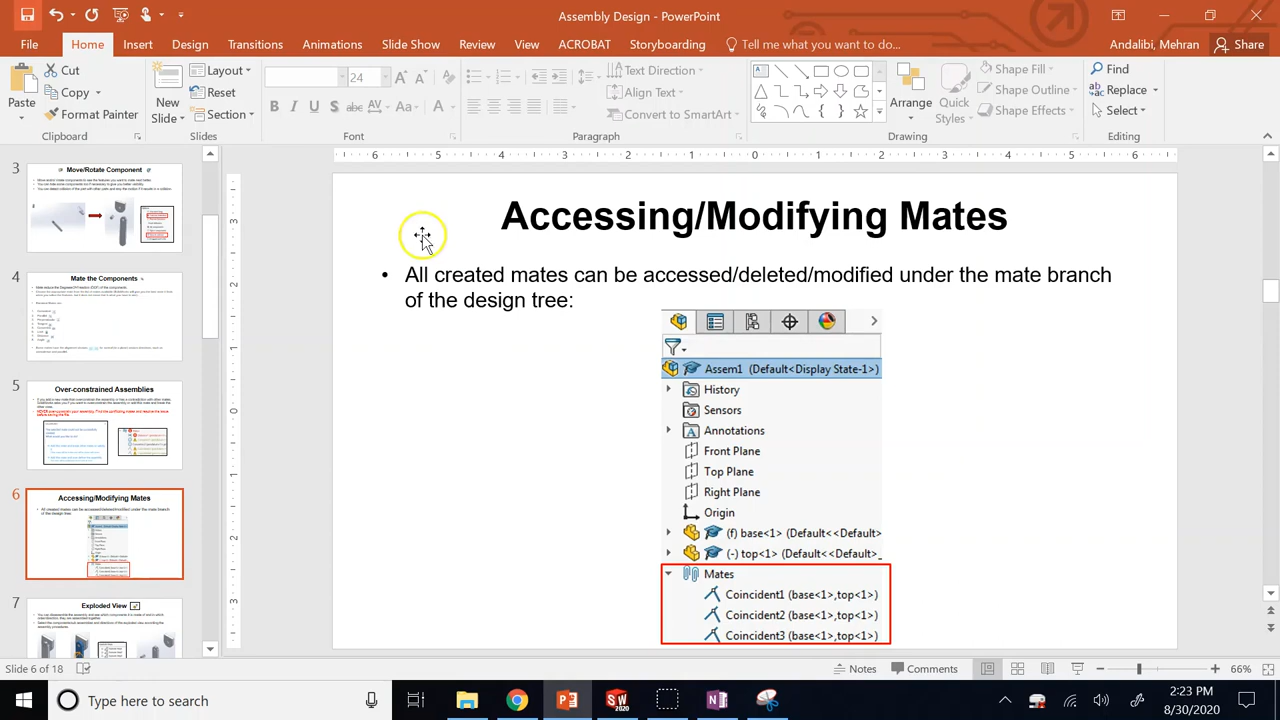 Assembly Design - PowerPoint
File Home Insert Design Transitions Animations Slide Show Review View ACROBAT Storyboarding Tell me what you want to do... Andalibi, Mehran Share
Paste
Cut
Copy
Format Painter
Clipboard
New Slide
Layout
Reset
Section
Slides
24
Font
Text Direction
Align Text
Convert to SmartArt
Paragraph
Arrange
Quick Styles
Shape Fill
Shape Outline
Shape Effects
Drawing
Find
Replace
Select
Editing
3
Move/Rotate Component
4
Mate the Components
5
Over-constrained Assemblies
6
Accessing/Modifying Mates
7
Exploded View
Accessing/Modifying Mates
• All created mates can be accessed/deleted/modified under the mate branch
of the design tree:
Assem1 (Default<Display State-1>)
History
Sensors
Annotations
Front Plane
Top Plane
Right Plane
Origin
(f) base<1> (Default<<Default>
(-) top<1> (Default<<Default>_
Mates
Coincident1 (base<1>,top<1>)
Coincident2 (base<1>,top<1>)
Coincident3 (base<1>,top<1>)
Slide 6 of 18
Notes
Comments
66%
Type here to search
2:23 PM
8/30/2020